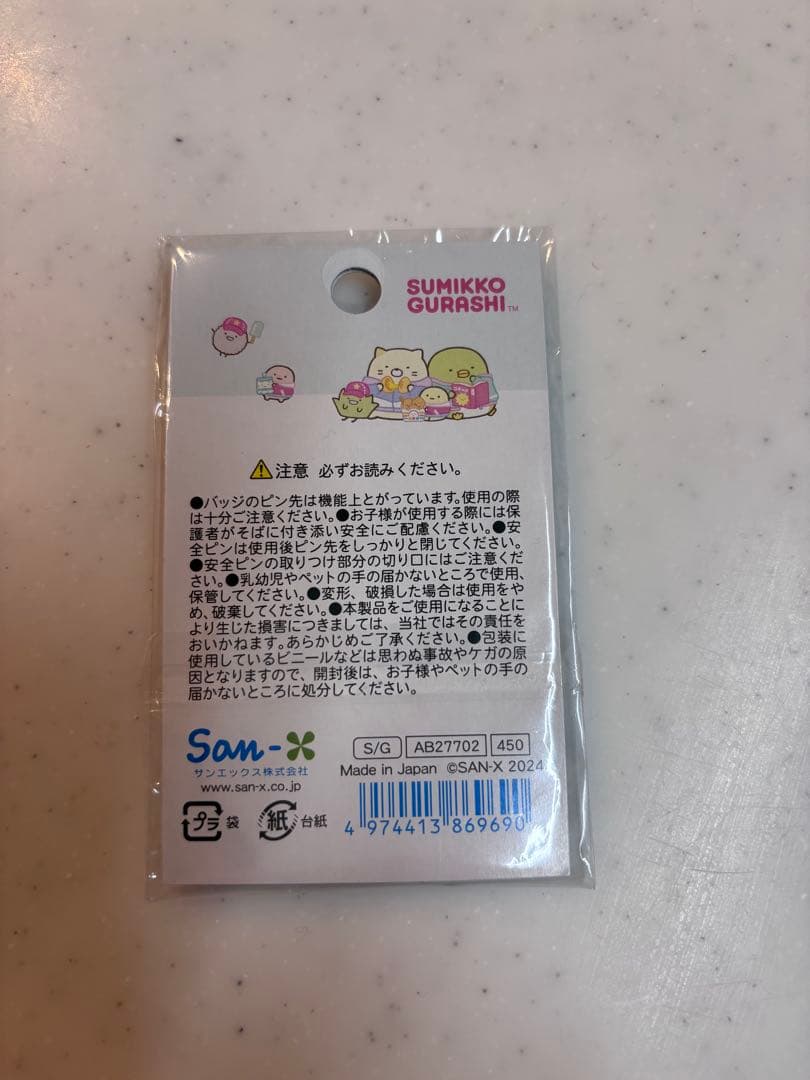 SUMIKKO
GURASHI™
注意 必ずお読みください。
●バッジのピン先は機能上とがっています。使用の際
は十分ご注意ください。●お子様が使用する際には保
護者がそばに付き添い安全にご配慮ください。●安
全ピンは使用後ピン先をしっかりと閉じてください。
●安全ピンの取りつけ部分の切り口にはご注意くだ
さい。●乳幼児やペットの手の届かないところで使用、
保管してください。●変形、破損した場合は使用をや
め、破棄してください。●本製品をご使用になることに
より生じた損害につきましては、当社ではその責任を
おいかねます。あらかじめご了承ください。●包装に
使用しているビニールなどは思わぬ事故やケガの原
因となりますので、開封後は、お子様やペットの手の
届かないところに処分してください。
San-X
サンエックス株式会社
www.san-x.co.jp
S/G AB27702 450
Made in Japan ©SAN-X 2024
プラ 袋 紙 台紙
4 974413 869690